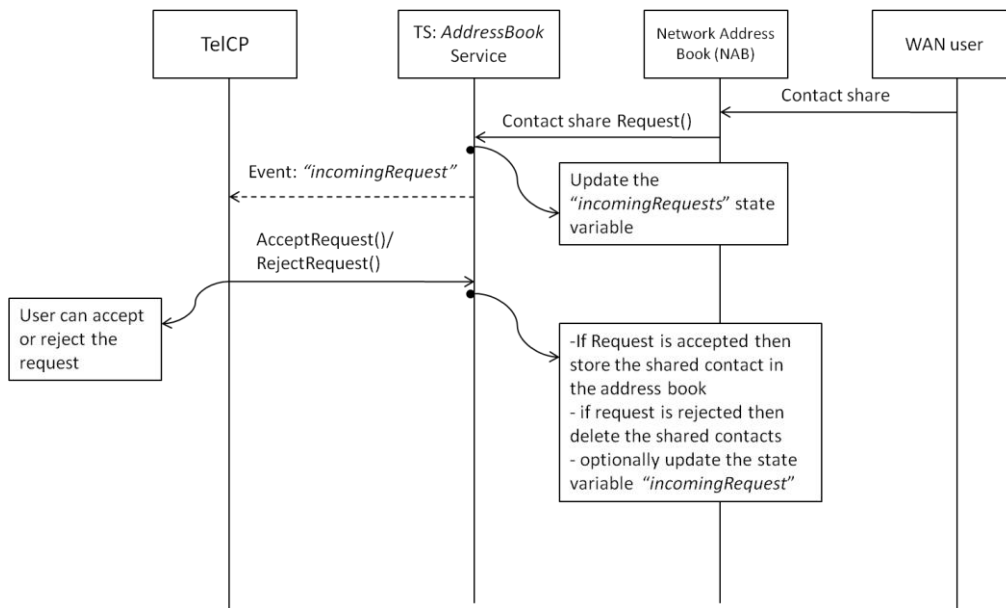 TelCP
TS: AddressBook
Service
Network Address
Book (NAB)
WAN user
Contact share
Contact share Request()
Event: “incomingRequest”
Update the
“incomingRequests” state
variable
AcceptRequest()/
RejectRequest()
User can accept
or reject the
request
-If Request is accepted then
store the shared contact in
the address book
- if request is rejected then
delete the shared contacts
- optionally update the state
variable “incomingRequest”